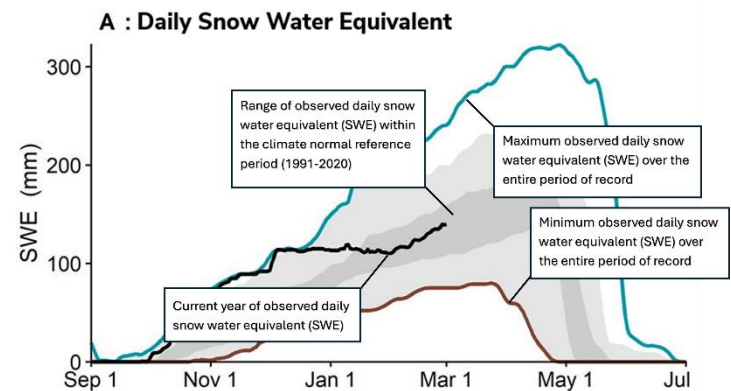 A : Daily Snow Water Equivalent
SWE (mm)
300
200
100
0
Range of observed daily snow
water equivalent (SWE) within
the climate normal reference
period (1991-2020)
Maximum observed daily snow
water equivalent (SWE) over the
entire period of record
Minimum observed daily snow
water equivalent (SWE) over
the entire period of record
Current year of observed daily
snow water equivalent (SWE)
Sep 1
Nov 1
Jan 1
Mar 1
May 1
Jul